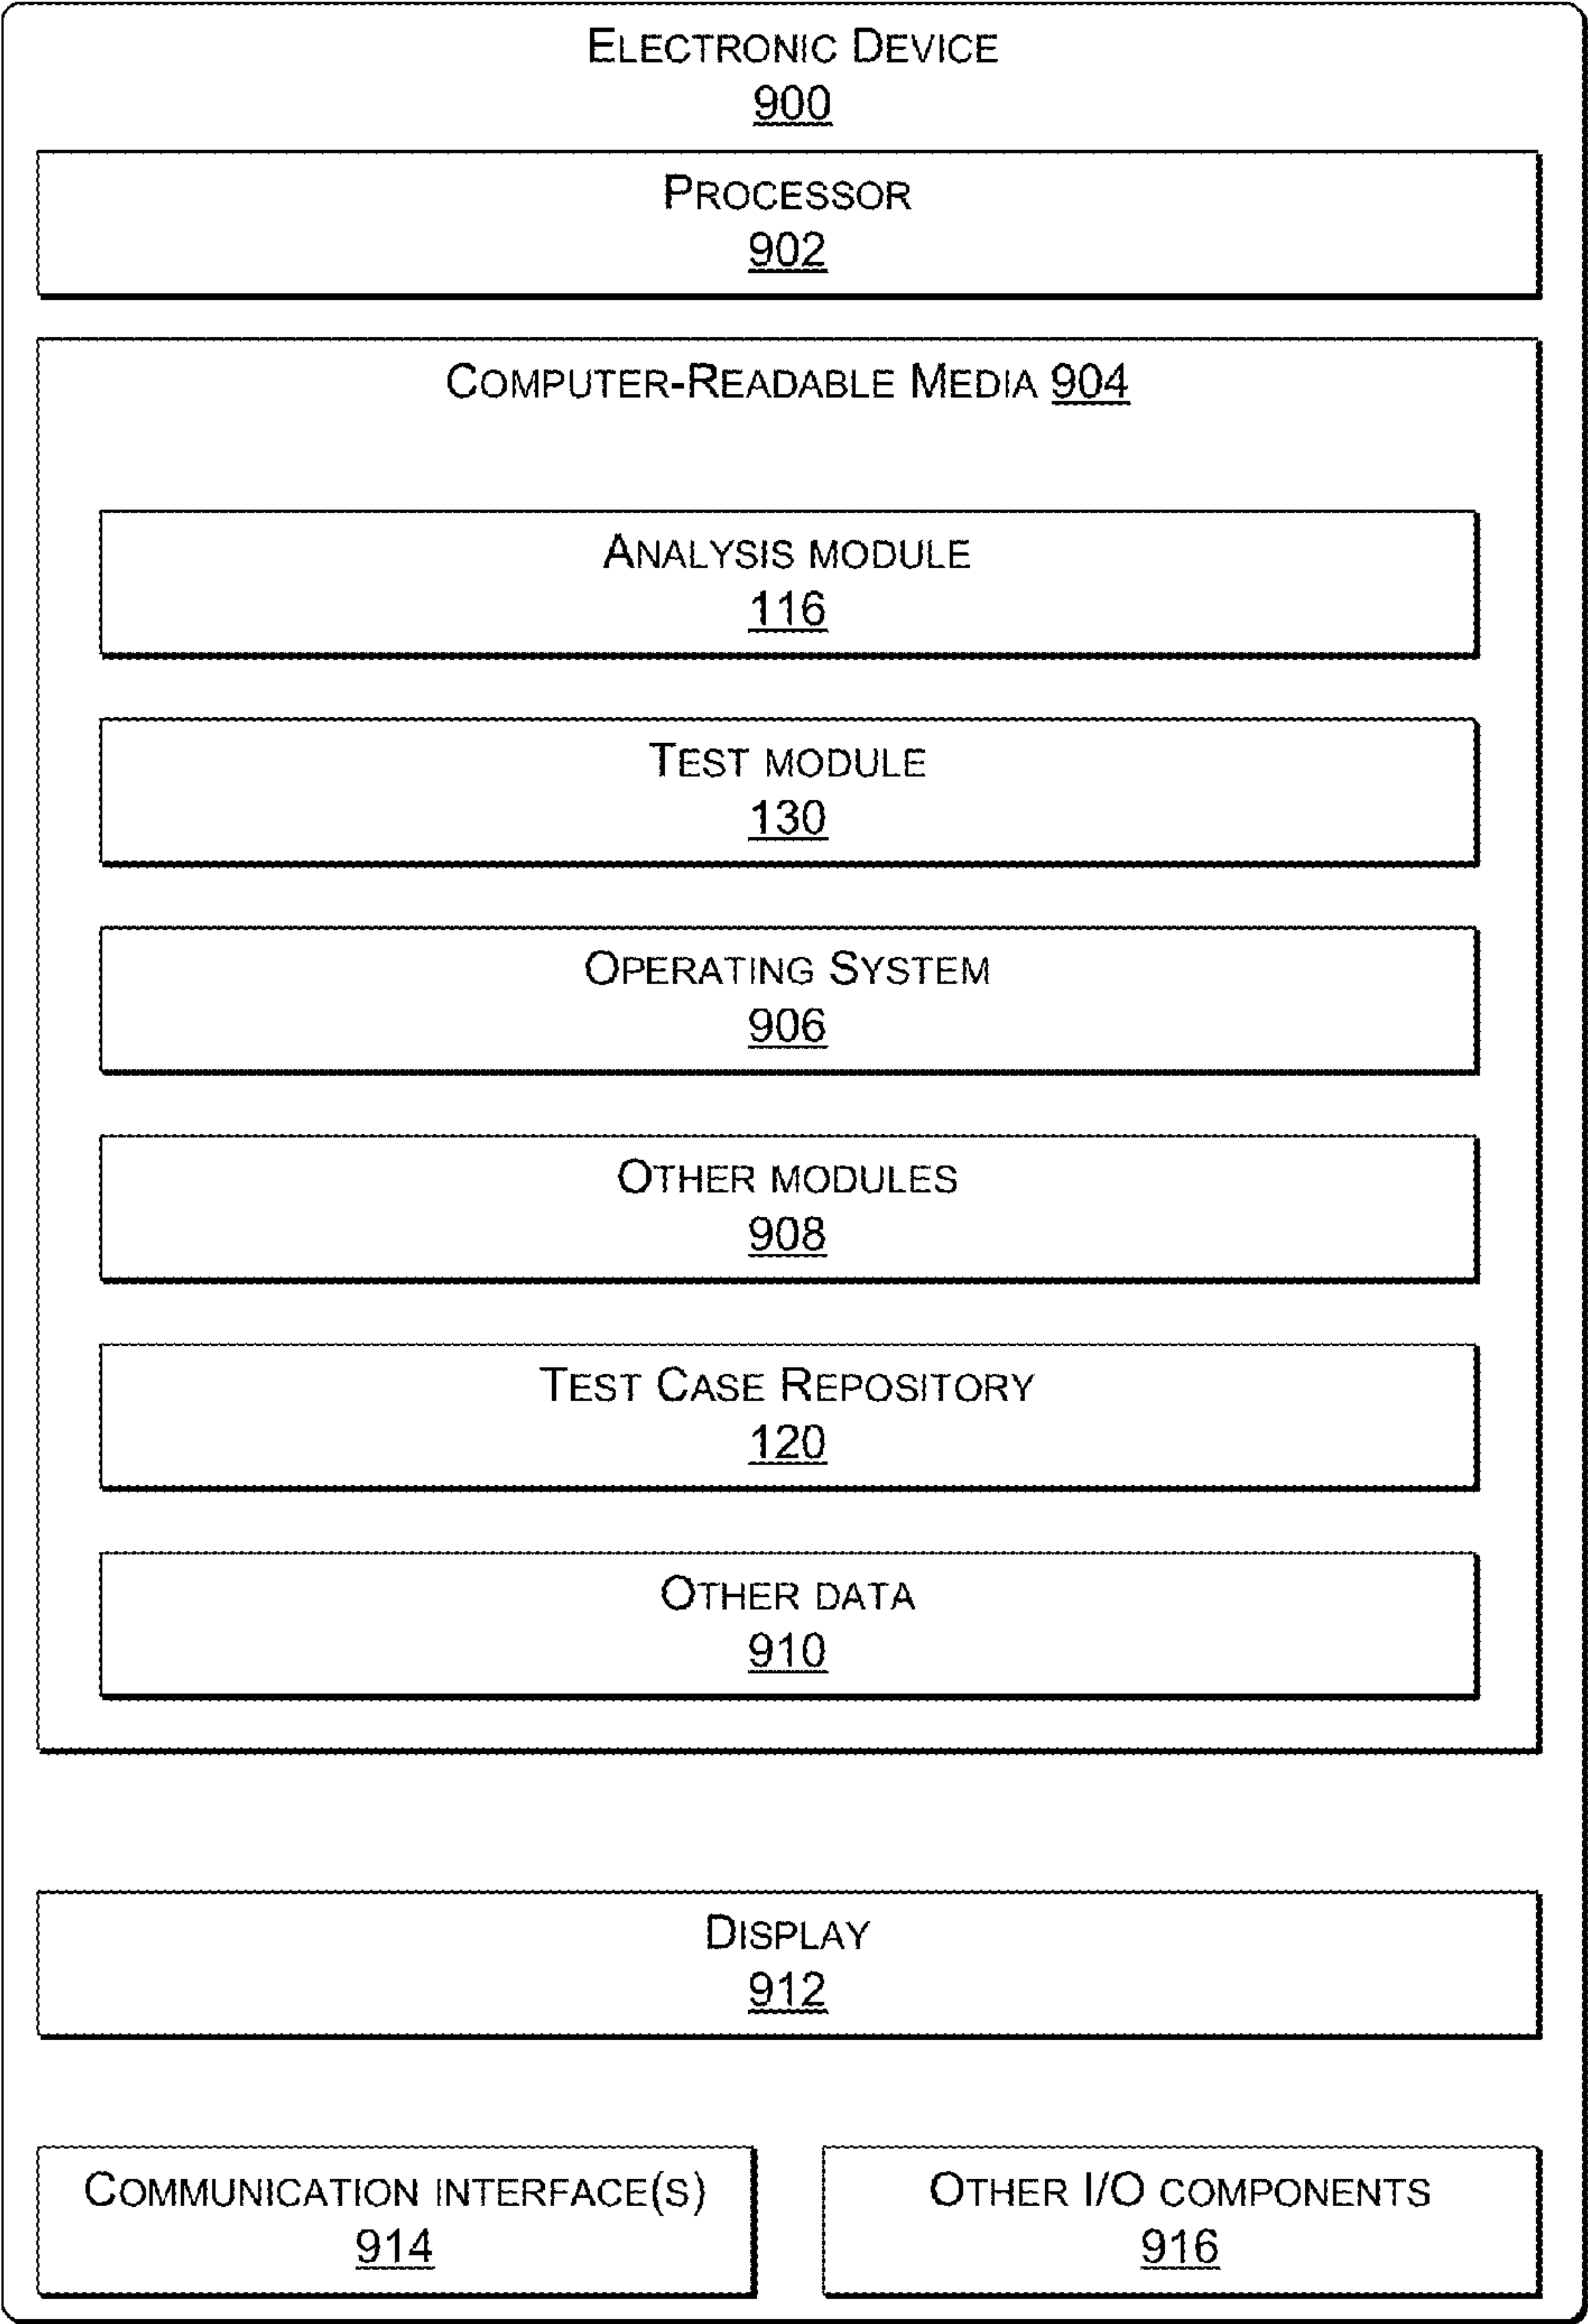 ELECTRONIC DEVICE
900
PROCESSOR
902
COMPUTER-READABLE MEDIA 904
ANALYSIS MODULE
116
TEST MODULE
130
OPERATING SYSTEM
906
OTHER MODULES
908
TEST CASE REPOSITORY
120
OTHER DATA
910
DISPLAY
912
COMMUNICATION INTERFACE(S)
914
OTHER I/O COMPONENTS
916